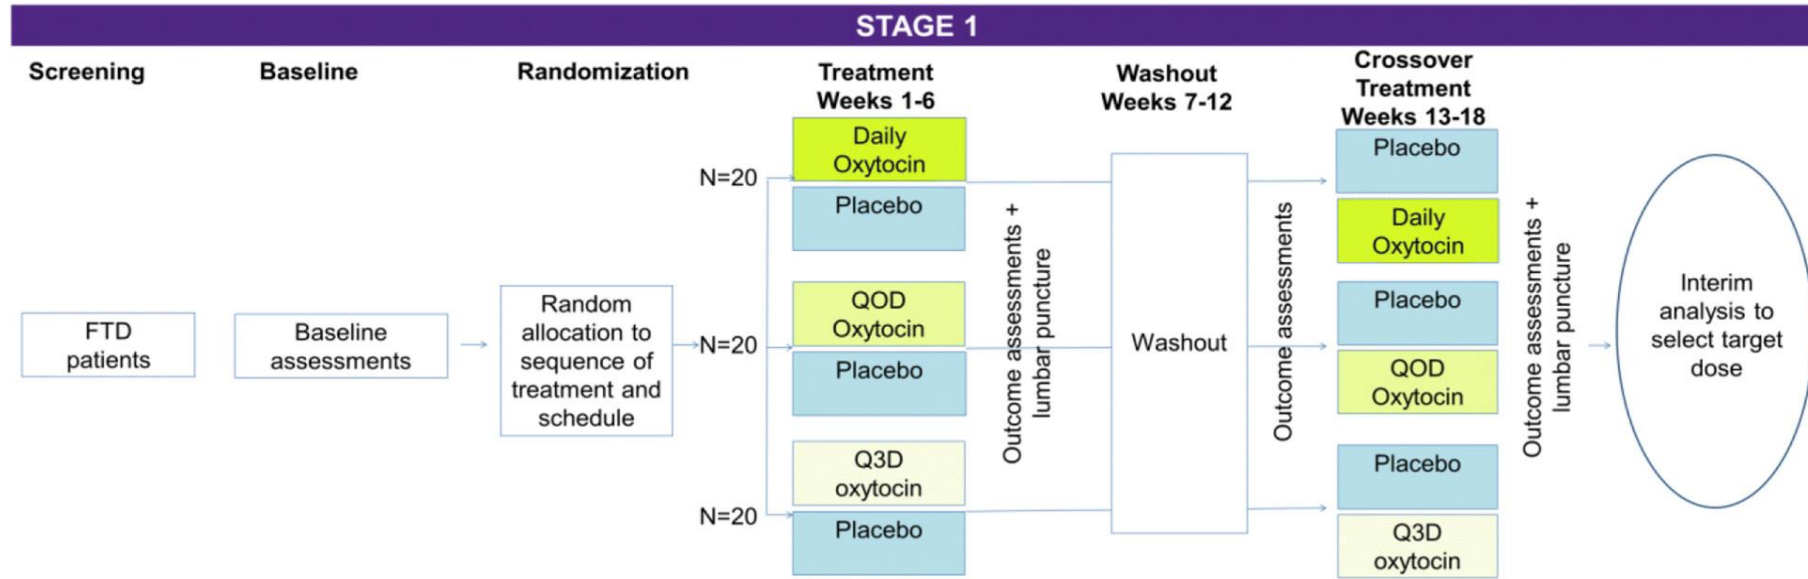 STAGE 1
Screening
Baseline
Randomization
Treatment
Weeks 1-6
Washout
Weeks 7-12
Crossover
Treatment
Weeks 13-18
FTD
patients
Baseline
assessments
Random
allocation to
sequence of
treatment and
schedule
N=20
Daily
Oxytocin
Placebo
N=20
QOD
Oxytocin
Placebo
N=20
Q3D
oxytocin
Placebo
Outcome assessments +
lumbar puncture
Washout
Outcome assessments
Placebo
Daily
Oxytocin
Placebo
QOD
Oxytocin
Placebo
Q3D
oxytocin
Outcome assessments +
lumbar puncture
Interim
analysis to
select target
dose